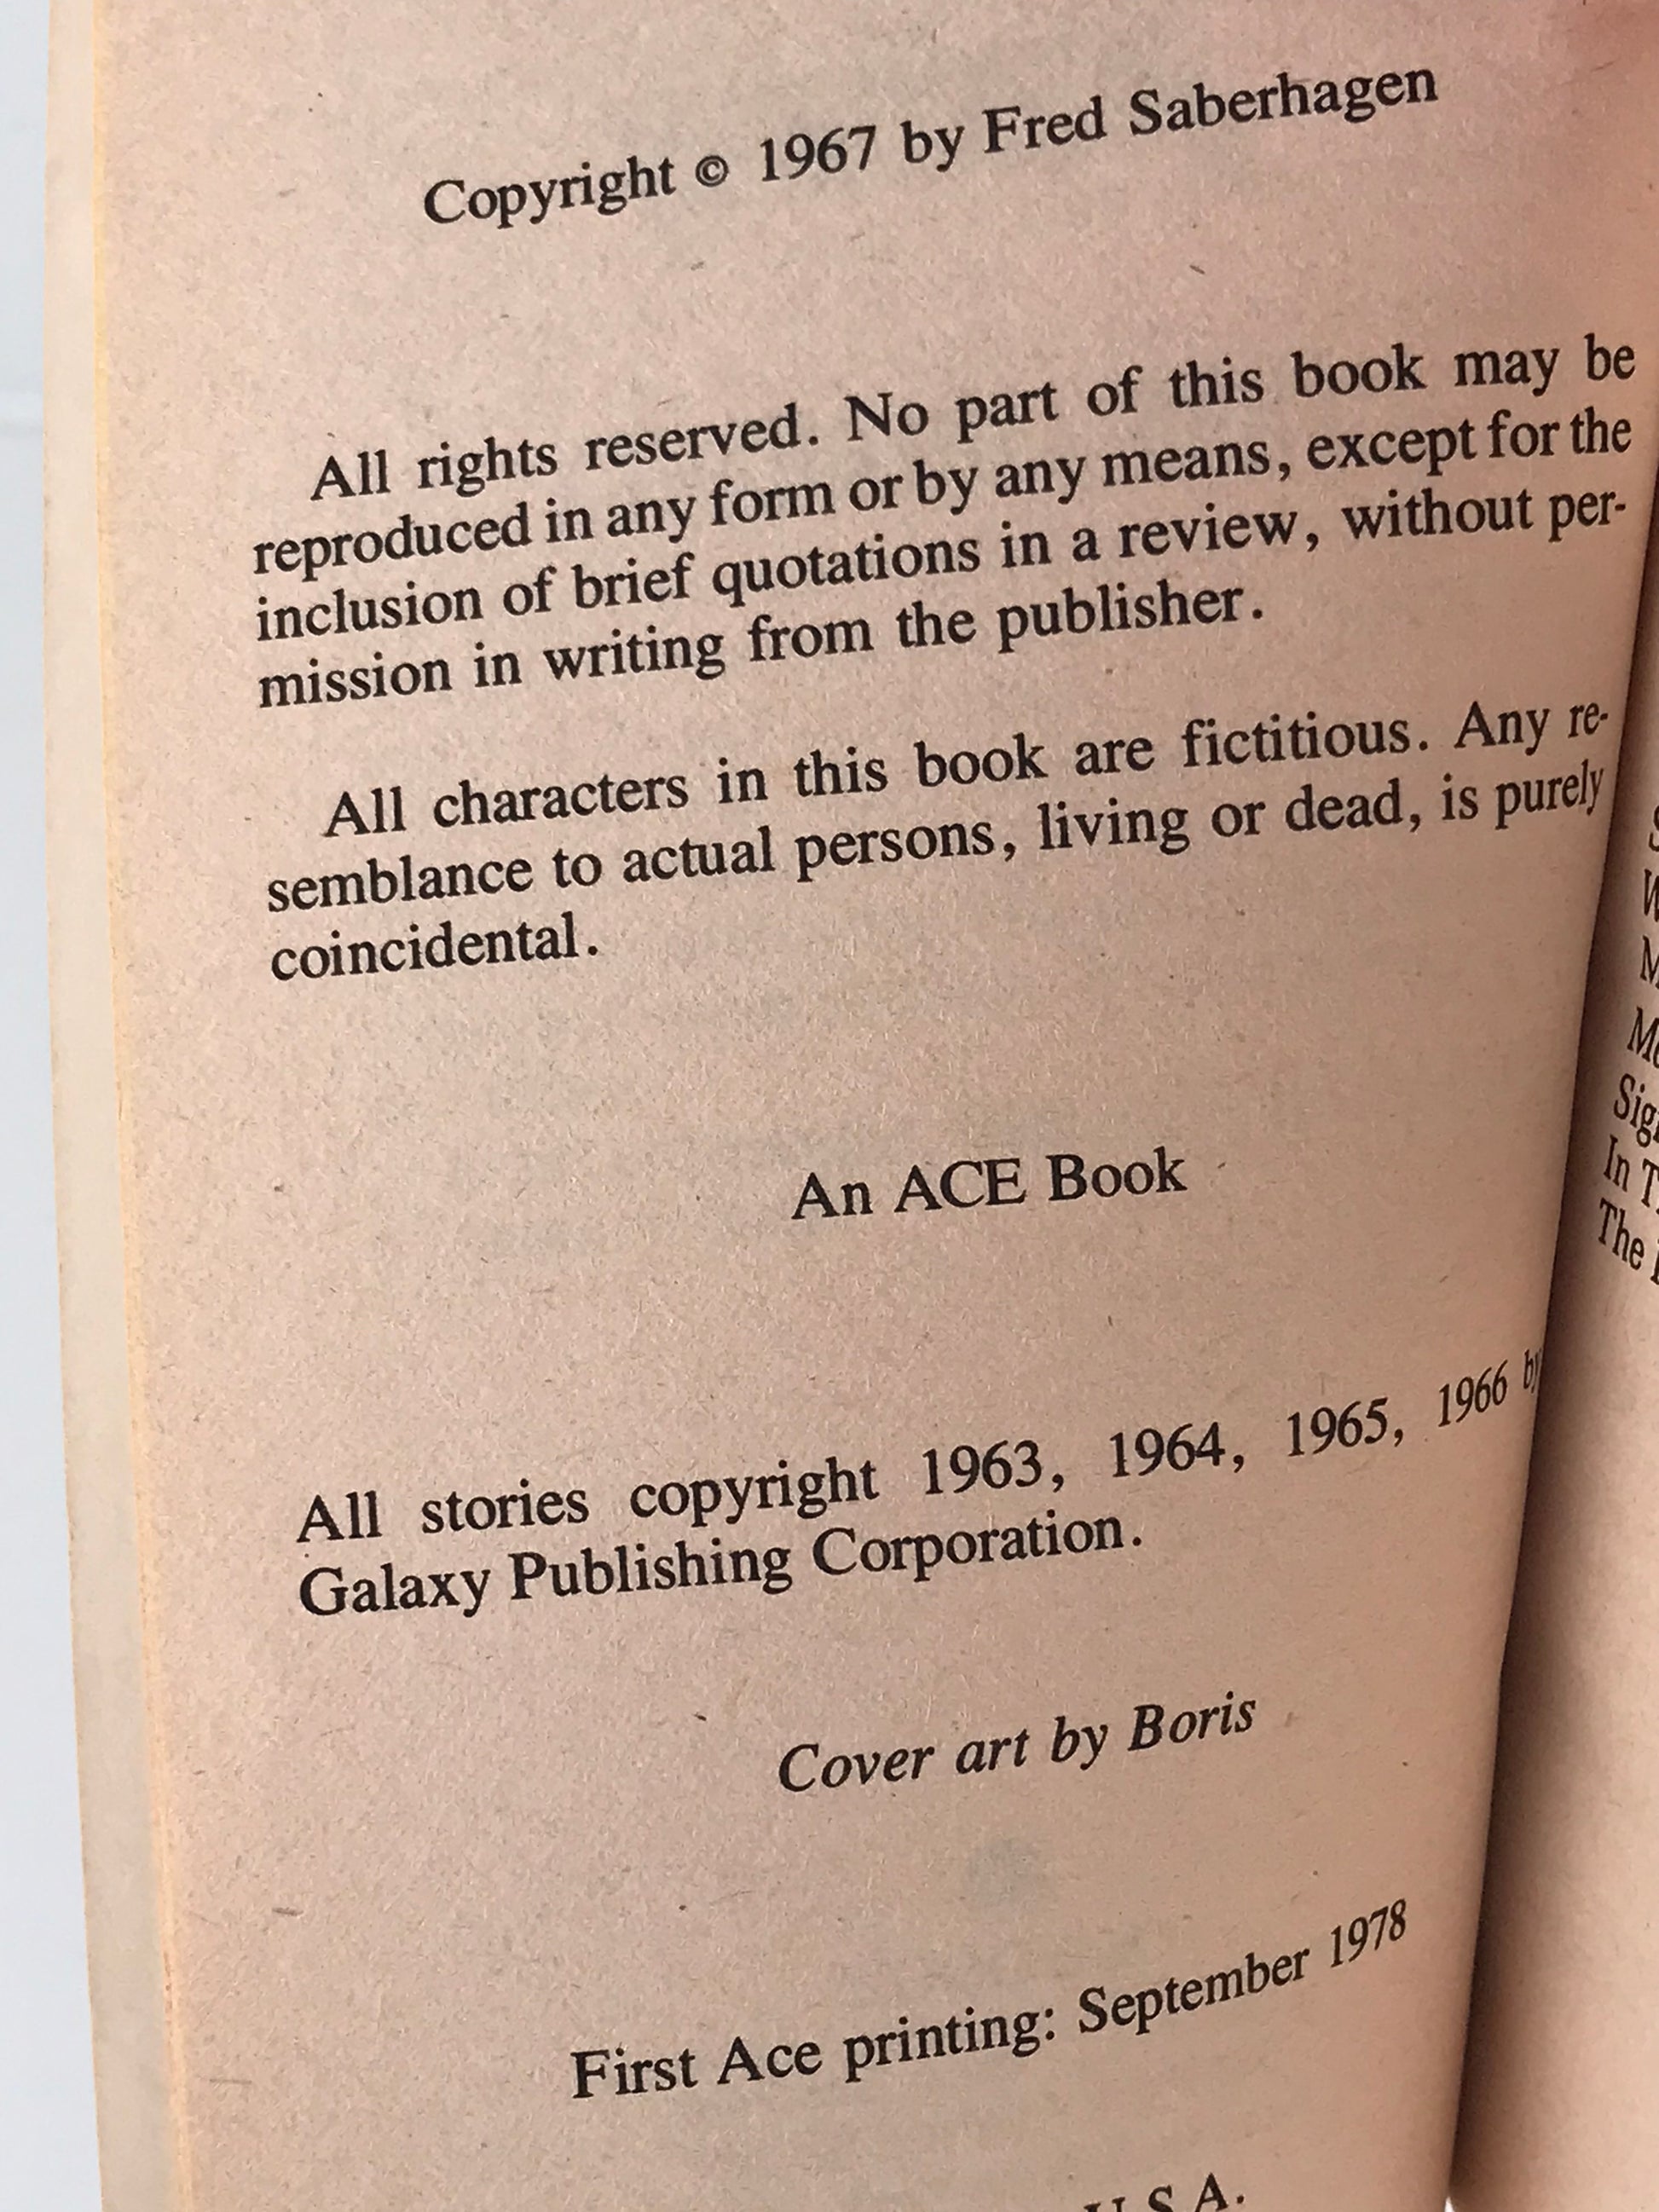 Copyright © 1967 by Fred Saberhagen
All rights reserved. No part of this book may be
reproduced in any form or by any means, except for the
inclusion of brief quotations in a review, without per-
mission in writing from the publisher.
All characters in this book are fictitious. Any re-
semblance to actual persons, living or dead, is purely
coincidental.
An ACE Book
All stories copyright 1963, 1964, 1965, 1966 by
Galaxy Publishing Corporation.
Cover art by Boris
First Ace printing: September 1978
U.S.A.
In
The